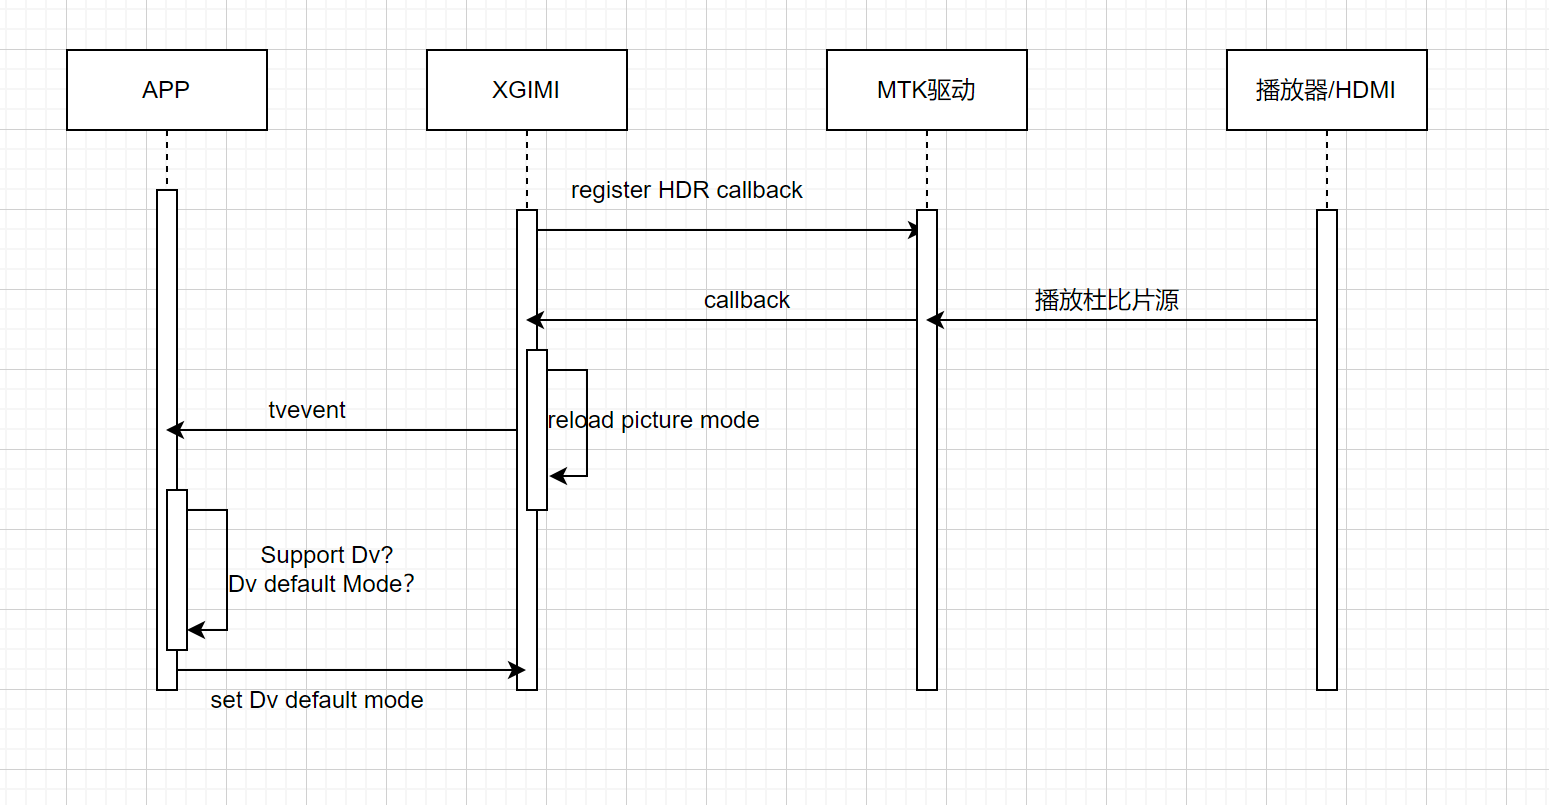 APP
XGIMI
MTK驱动
播放器/HDMI
register HDR callback
callback
播放杜比片源
tvevent
reload picture mode
Support Dv?
Dv default Mode？
set Dv default mode